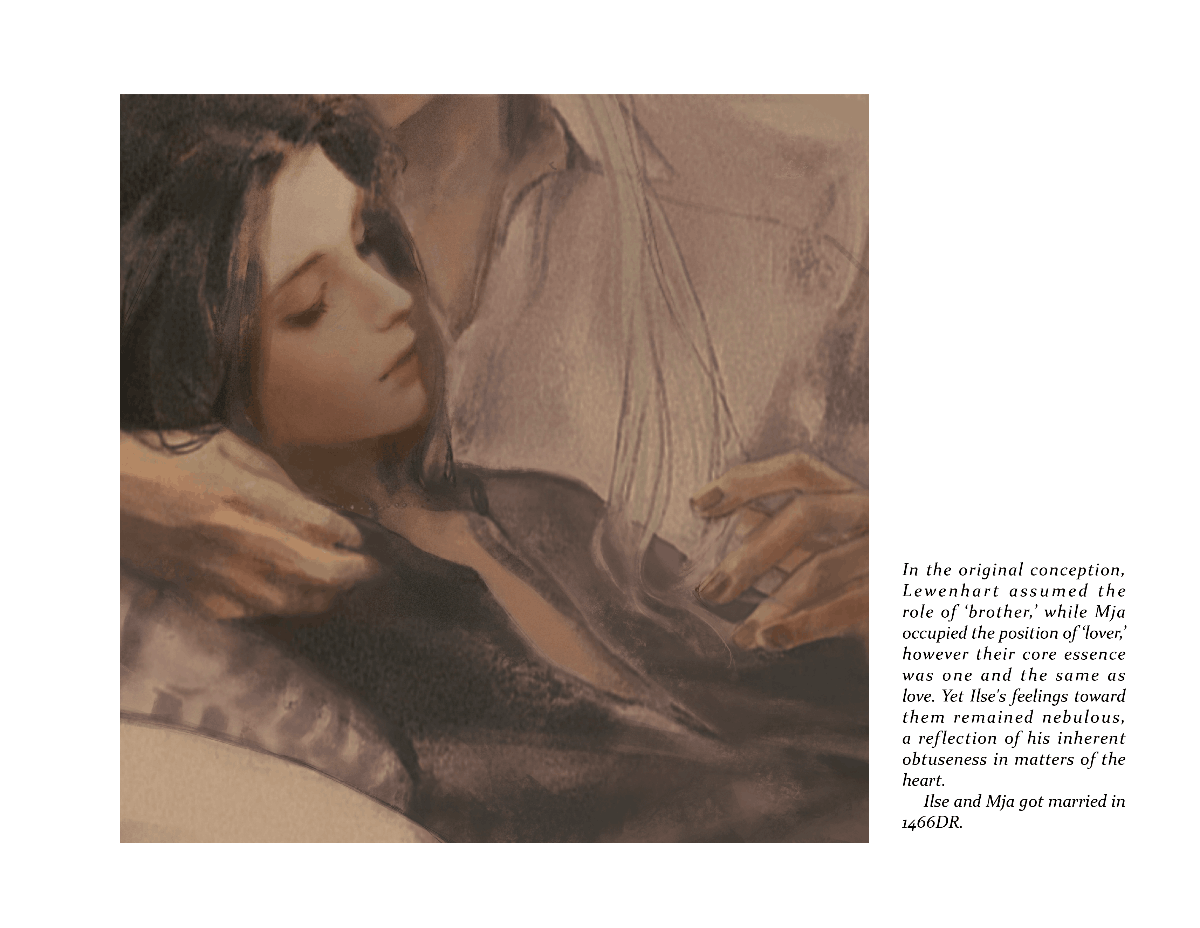 In the original conception,
Lewenhart assumed the
role of ‘brother,’ while Mja
occupied the position of ‘lover,’
however their core essence
was one and the same as
love. Yet Ilse's feelings toward
them remained nebulous,
a reflection of his inherent
obtuseness in matters of the
heart.
Ilse and Mja got married in
1466DR.